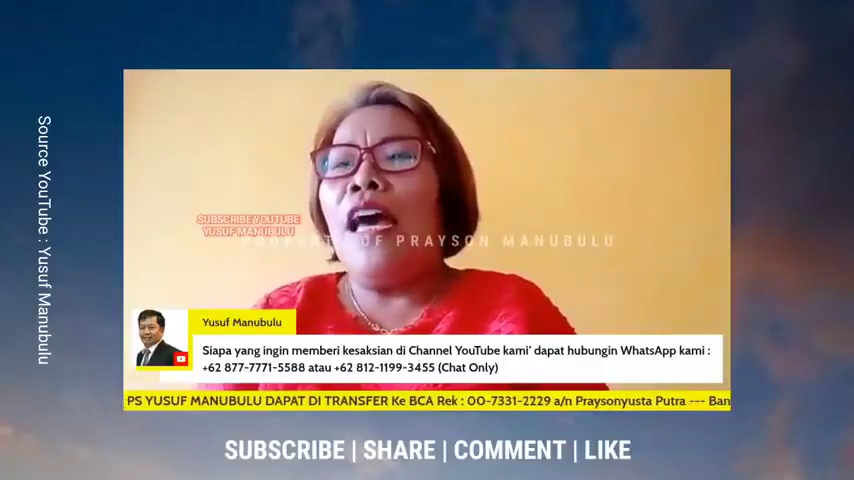 Source YouTube : Yusuf Manubulu
SUBSCRIBE YOUTUBE
YUSUF MANUBULU
PROPERTY OF PRAYSON MANUBULU
Yusuf Manubulu
Siapa yang ingin memberi kesaksian di Channel YouTube kami' dapat hubungin WhatsApp kami :
+62 877-7771-5588 atau +62 812-1199-3455 (Chat Only)
PS YUSUF MANUBULU DAPAT DI TRANSFER Ke BCA Rek : 00-7331-2229 a/n Praysonyusta Putra --- Ban
SUBSCRIBE | SHARE | COMMENT | LIKE